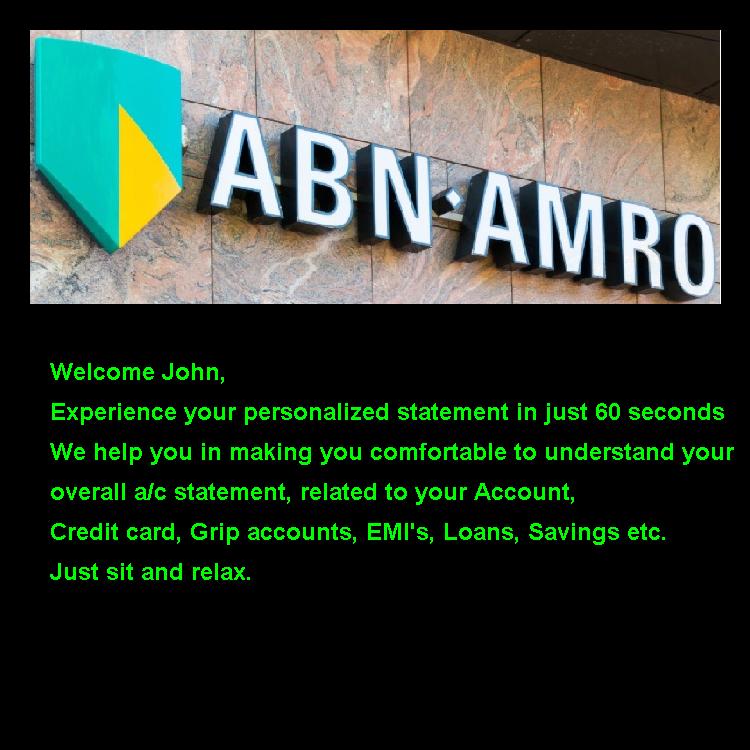 ABN·AMRO
Welcome John,
Experience your personalized statement in just 60 seconds
We help you in making you comfortable to understand your
overall a/c statement, related to your Account,
Credit card, Grip accounts, EMI's, Loans, Savings etc.
Just sit and relax.